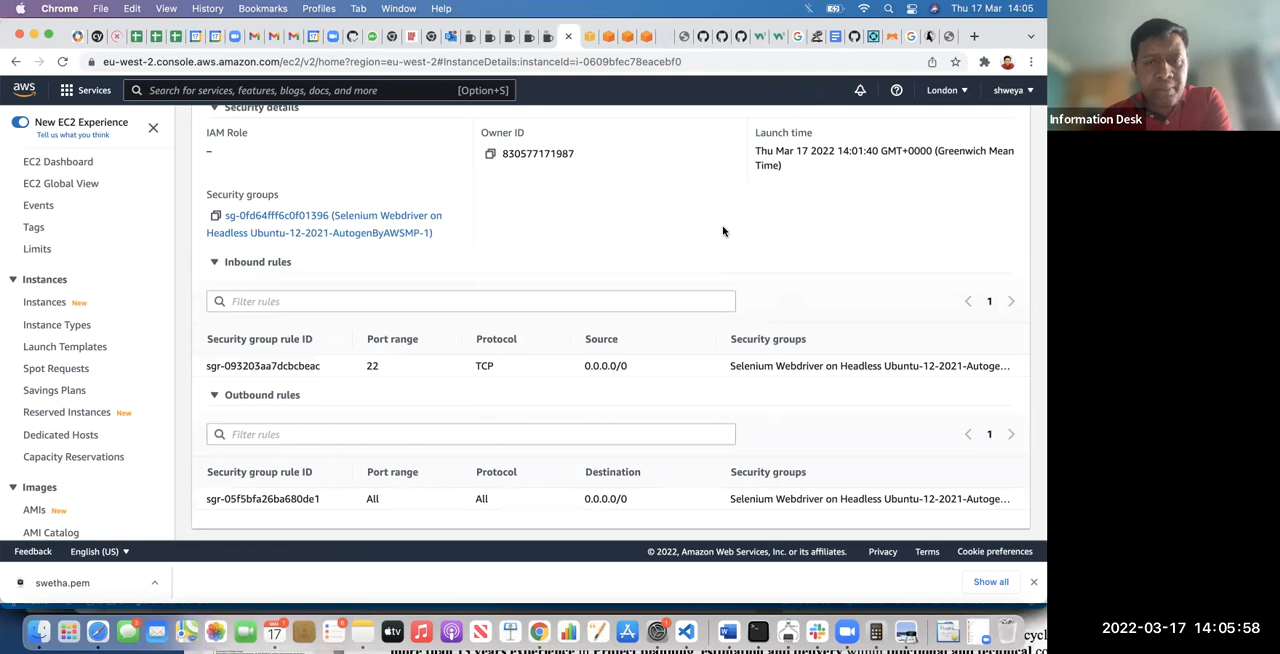 Chrome File Edit View History Bookmarks Profiles Tab Window Help Thu 17 Mar 14:05
eu-west-2.console.aws.amazon.com/ec2/v2/home?region=eu-west-2#InstanceDetails:instanceId=i-0609bfec78eacebf0
aws Services Search for services, features, blogs, docs, and more [Option+S] London shweya
New EC2 Experience
Tell us what you think
EC2 Dashboard
EC2 Global View
Events
Tags
Limits
Instances
Instances New
Instance Types
Launch Templates
Spot Requests
Savings Plans
Reserved Instances New
Dedicated Hosts
Capacity Reservations
Images
AMIs New
AMI Catalog
Security details
IAM Role
–
Owner ID
830577171987
Launch time
Thu Mar 17 2022 14:01:40 GMT+0000 (Greenwich Mean
Time)
Security groups
sg-0fd64fff6c0f01396 (Selenium Webdriver on
Headless Ubuntu-12-2021-AutogenByAWSMP-1)
Inbound rules
Filter rules
1
Security group rule ID Port range Protocol Source Security groups
sgr-093203aa7dcbcbeac 22 TCP 0.0.0.0/0 Selenium Webdriver on Headless Ubuntu-12-2021-Autoge...
Outbound rules
Filter rules
1
Security group rule ID Port range Protocol Destination Security groups
sgr-05f5bfa26ba680de1 All All 0.0.0.0/0 Selenium Webdriver on Headless Ubuntu-12-2021-Autoge...
Feedback English (US) © 2022, Amazon Web Services, Inc. or its affiliates. Privacy Terms Cookie preferences
swetha.pem Show all
Information Desk
2022-03-17 14:05:58